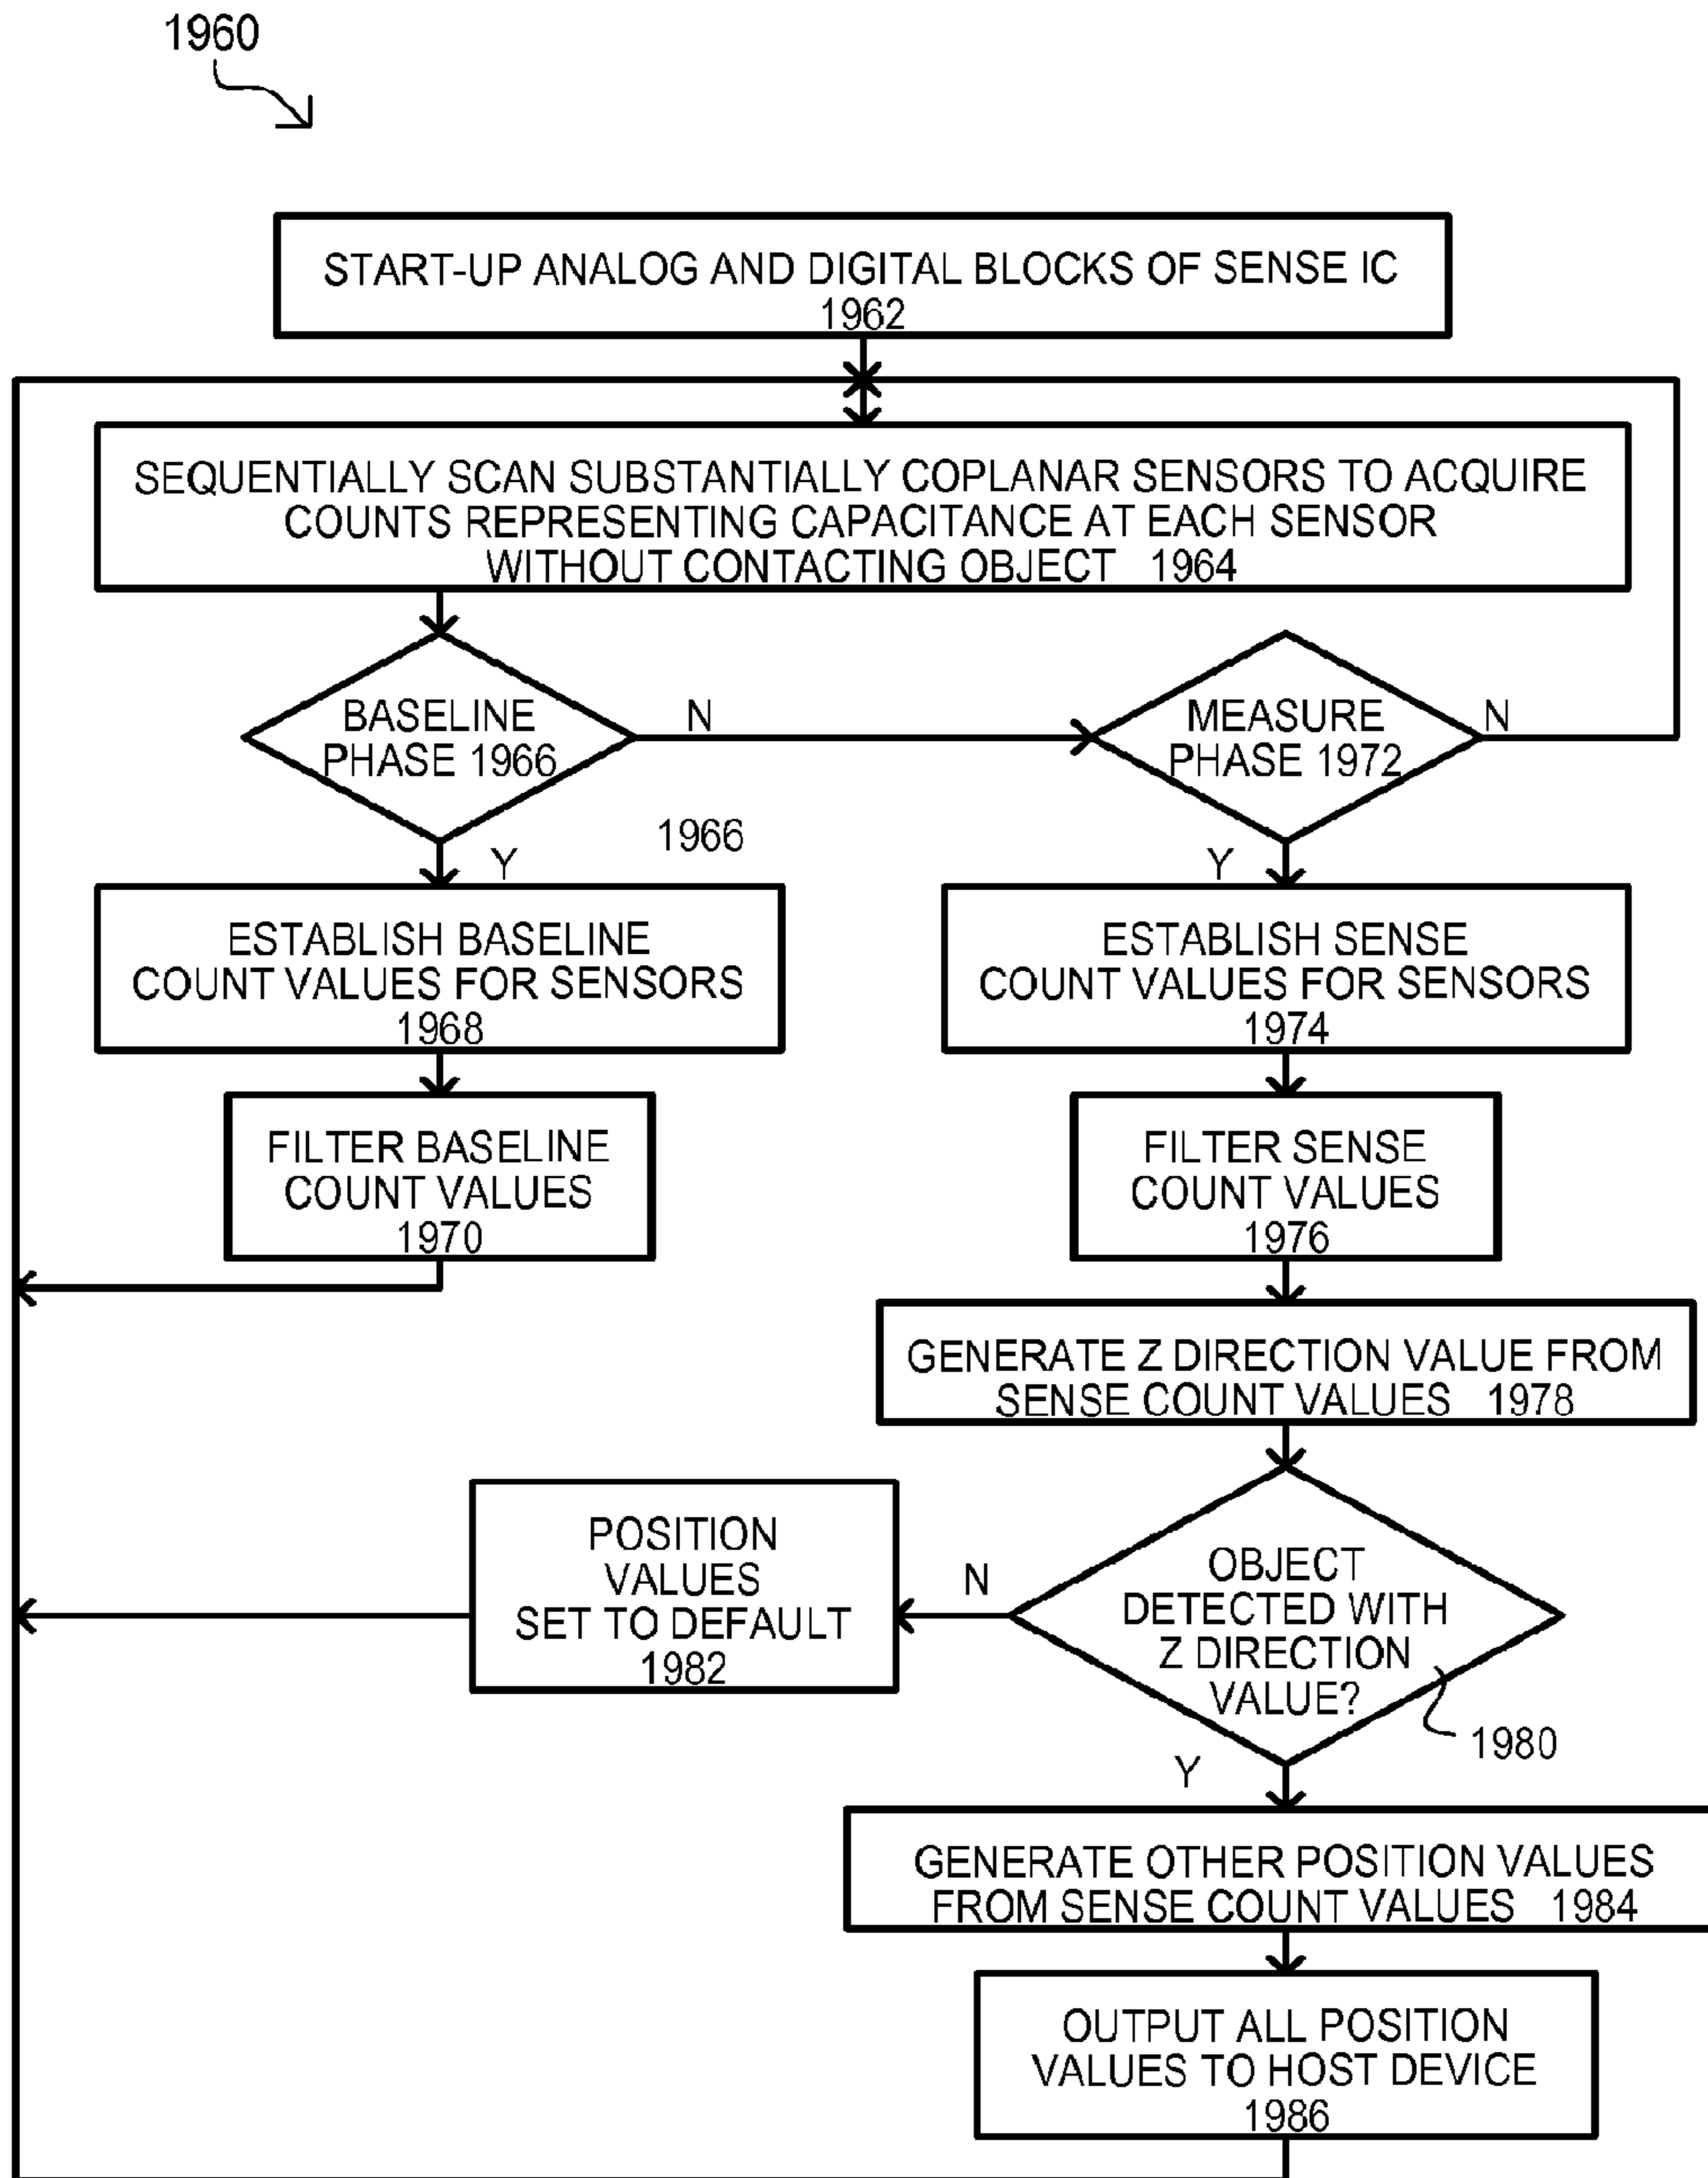 1960
START-UP ANALOG AND DIGITAL BLOCKS OF SENSE IC
1962
SEQUENTIALLY SCAN SUBSTANTIALLY COPLANAR SENSORS TO ACQUIRE
COUNTS REPRESENTING CAPACITANCE AT EACH SENSOR
WITHOUT CONTACTING OBJECT 1964
BASELINE
PHASE 1966
N
MEASURE
PHASE 1972
N
1966
Y
Y
ESTABLISH BASELINE
COUNT VALUES FOR SENSORS
1968
ESTABLISH SENSE
COUNT VALUES FOR SENSORS
1974
FILTER BASELINE
COUNT VALUES
1970
FILTER SENSE
COUNT VALUES
1976
GENERATE Z DIRECTION VALUE FROM
SENSE COUNT VALUES 1978
POSITION
VALUES
SET TO DEFAULT
1982
N
OBJECT
DETECTED WITH
Z DIRECTION
VALUE?
1980
Y
GENERATE OTHER POSITION VALUES
FROM SENSE COUNT VALUES 1984
OUTPUT ALL POSITION
VALUES TO HOST DEVICE
1986